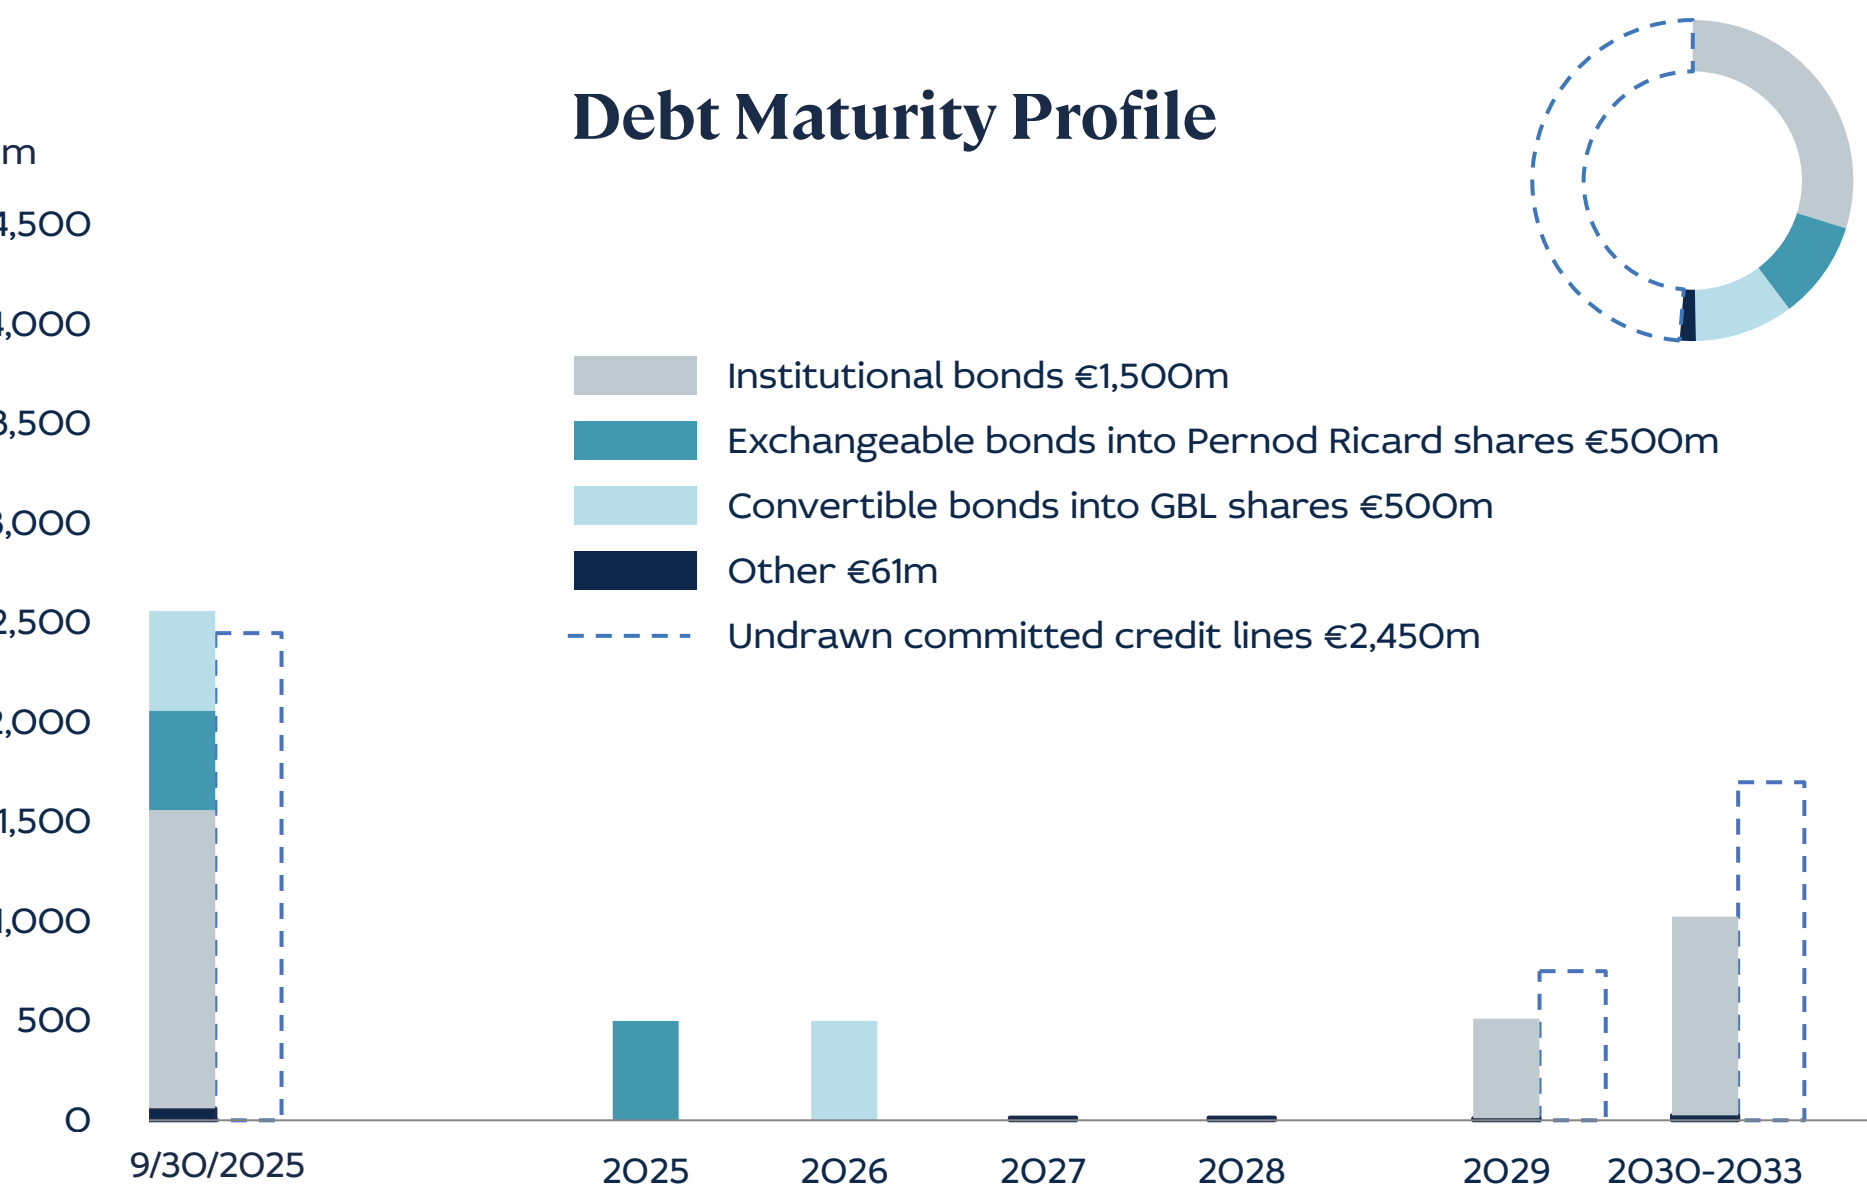 Debt Maturity Profile
m
4,500
4,000
3,500
3,000
2,500
2,000
1,500
1,000
500
0
Institutional bonds €1,500m
Exchangeable bonds into Pernod Ricard shares €500m
Convertible bonds into GBL shares €500m
Other €61m
Undrawn committed credit lines €2,450m
9/30/2025
2025
2026
2027
2028
2029
2030-2033